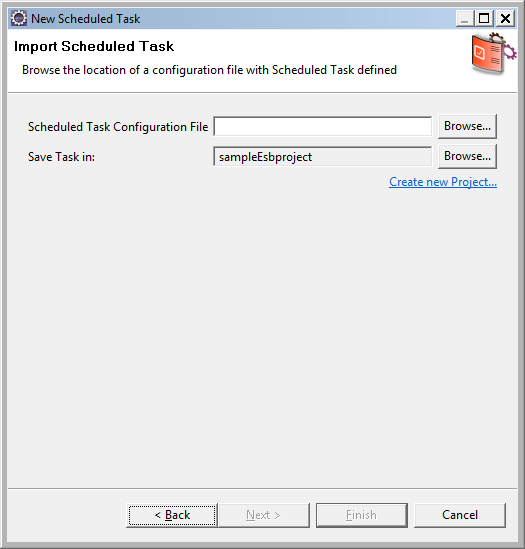 New Scheduled Task
Import Scheduled Task
Browse the location of a configuration file with Scheduled Task defined
Scheduled Task Configuration File
Browse...
Save Task in:
sampleEsbproject
Browse...
Create new Project...
< Back
Next >
Finish
Cancel